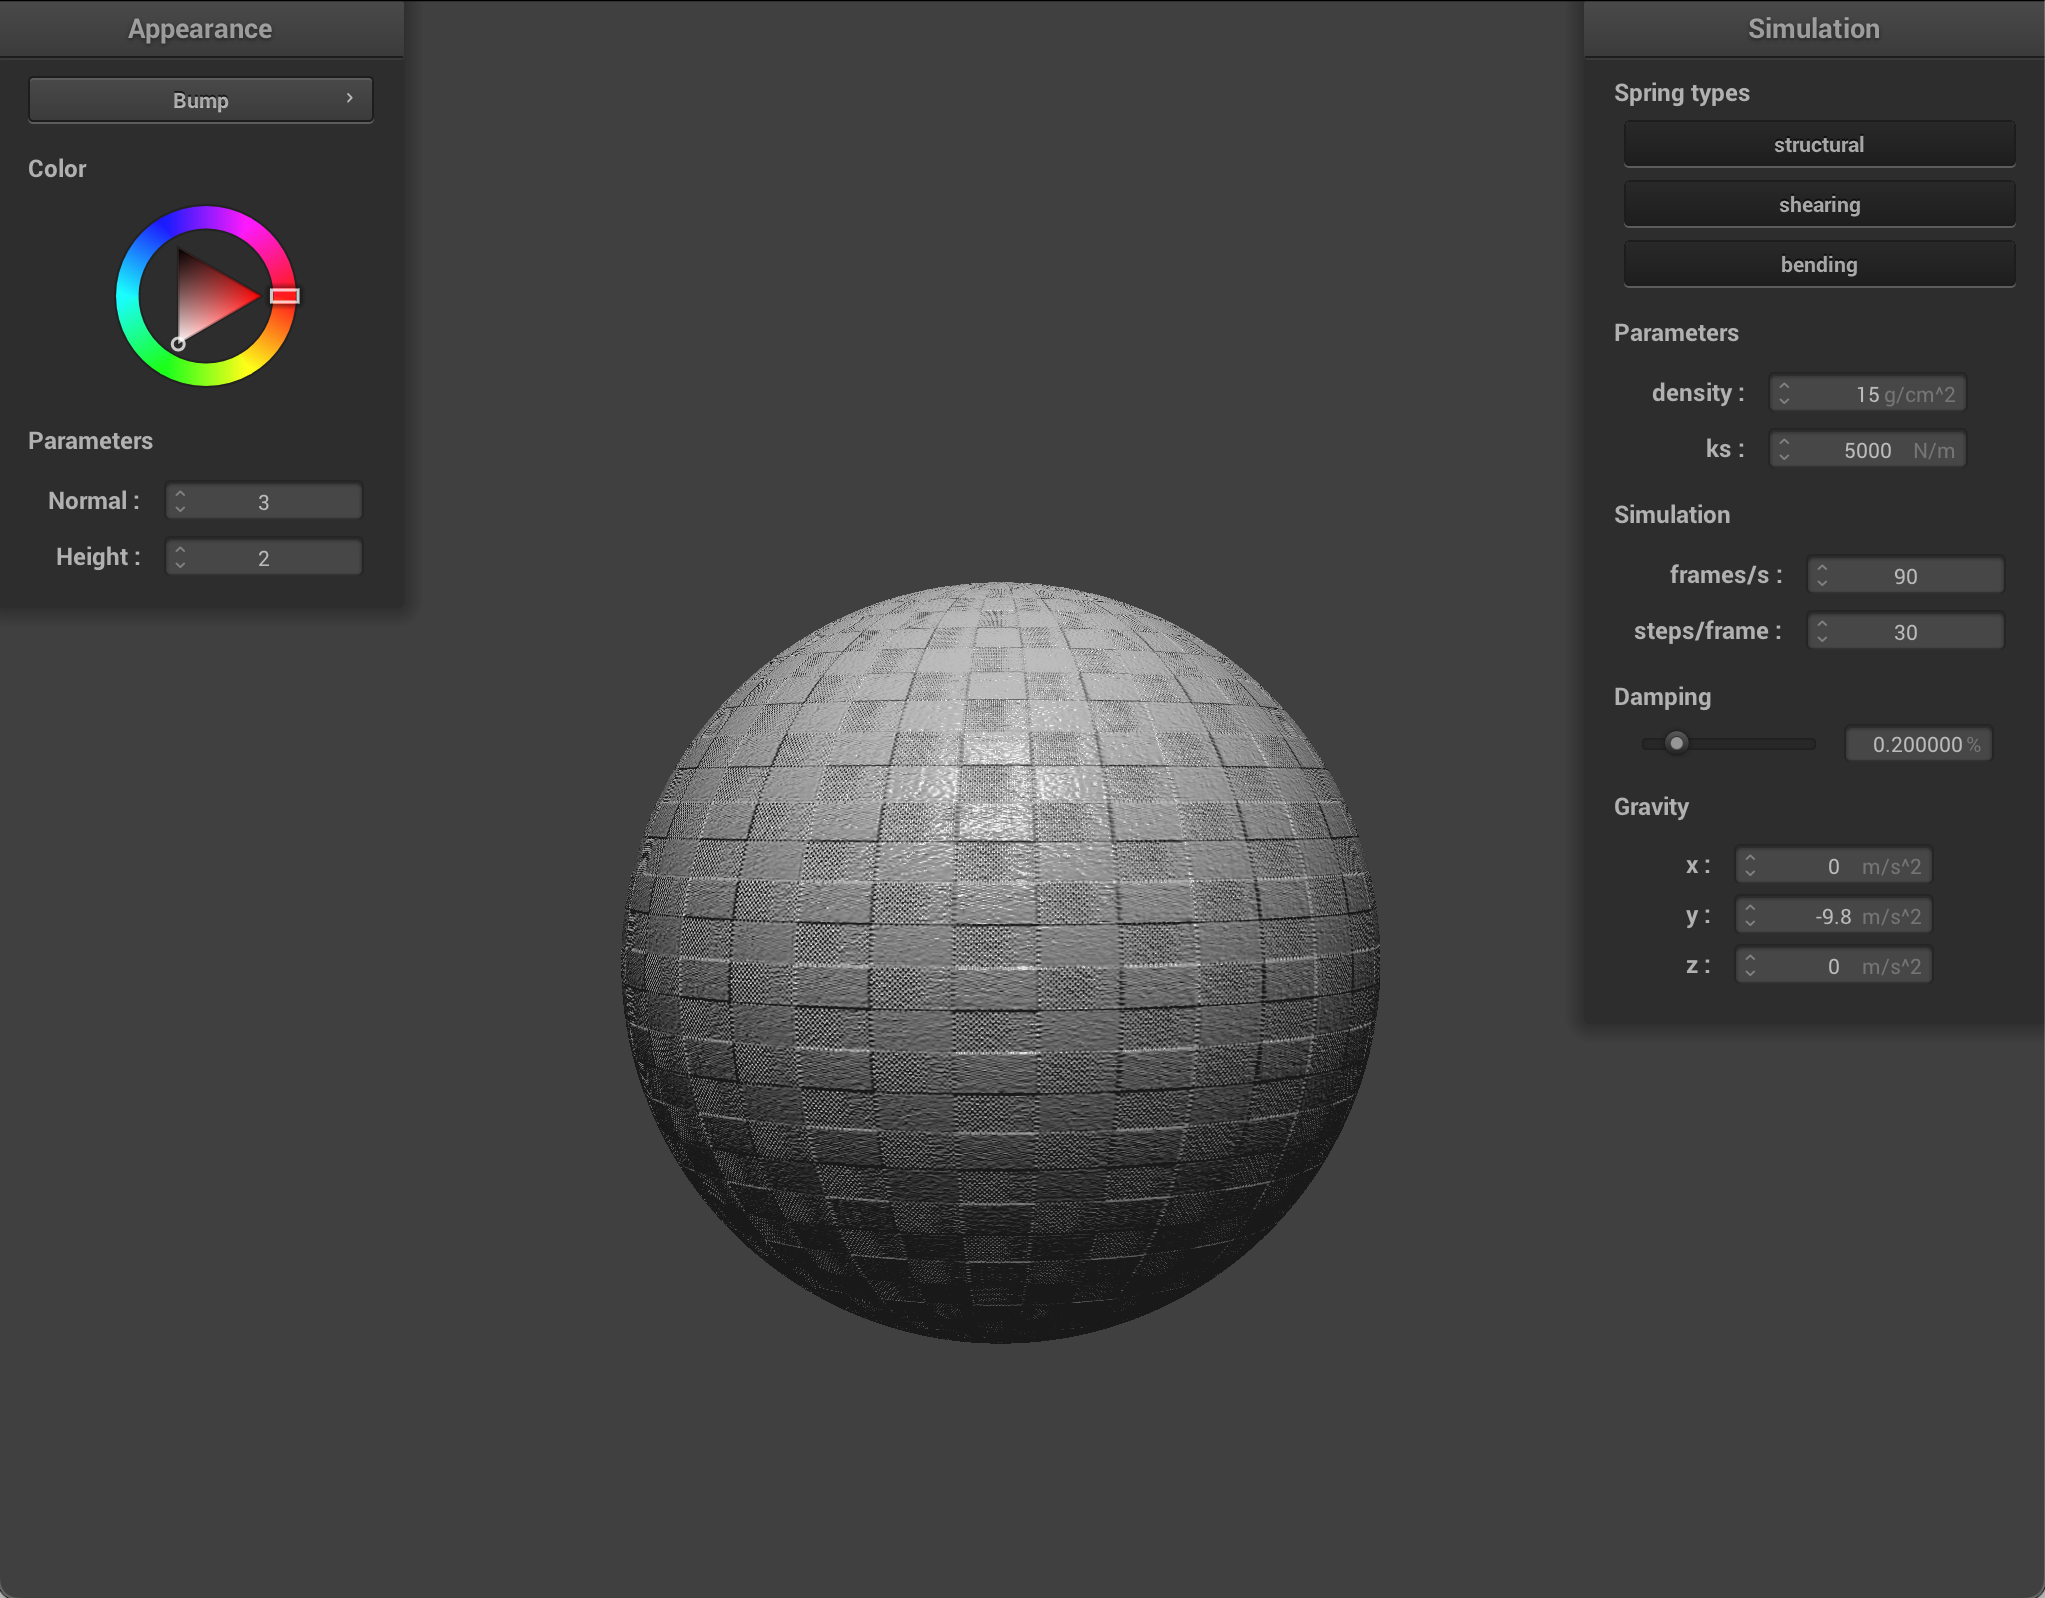 Appearance
Bump
Color
Parameters
Normal : 3
Height : 2
Simulation
Spring types
structural
shearing
bending
Parameters
density : 15 g/cm^2
ks : 5000 N/m
Simulation
frames/s : 90
steps/frame : 30
Damping
0.200000 %
Gravity
x : 0 m/s^2
y : -9.8 m/s^2
z : 0 m/s^2